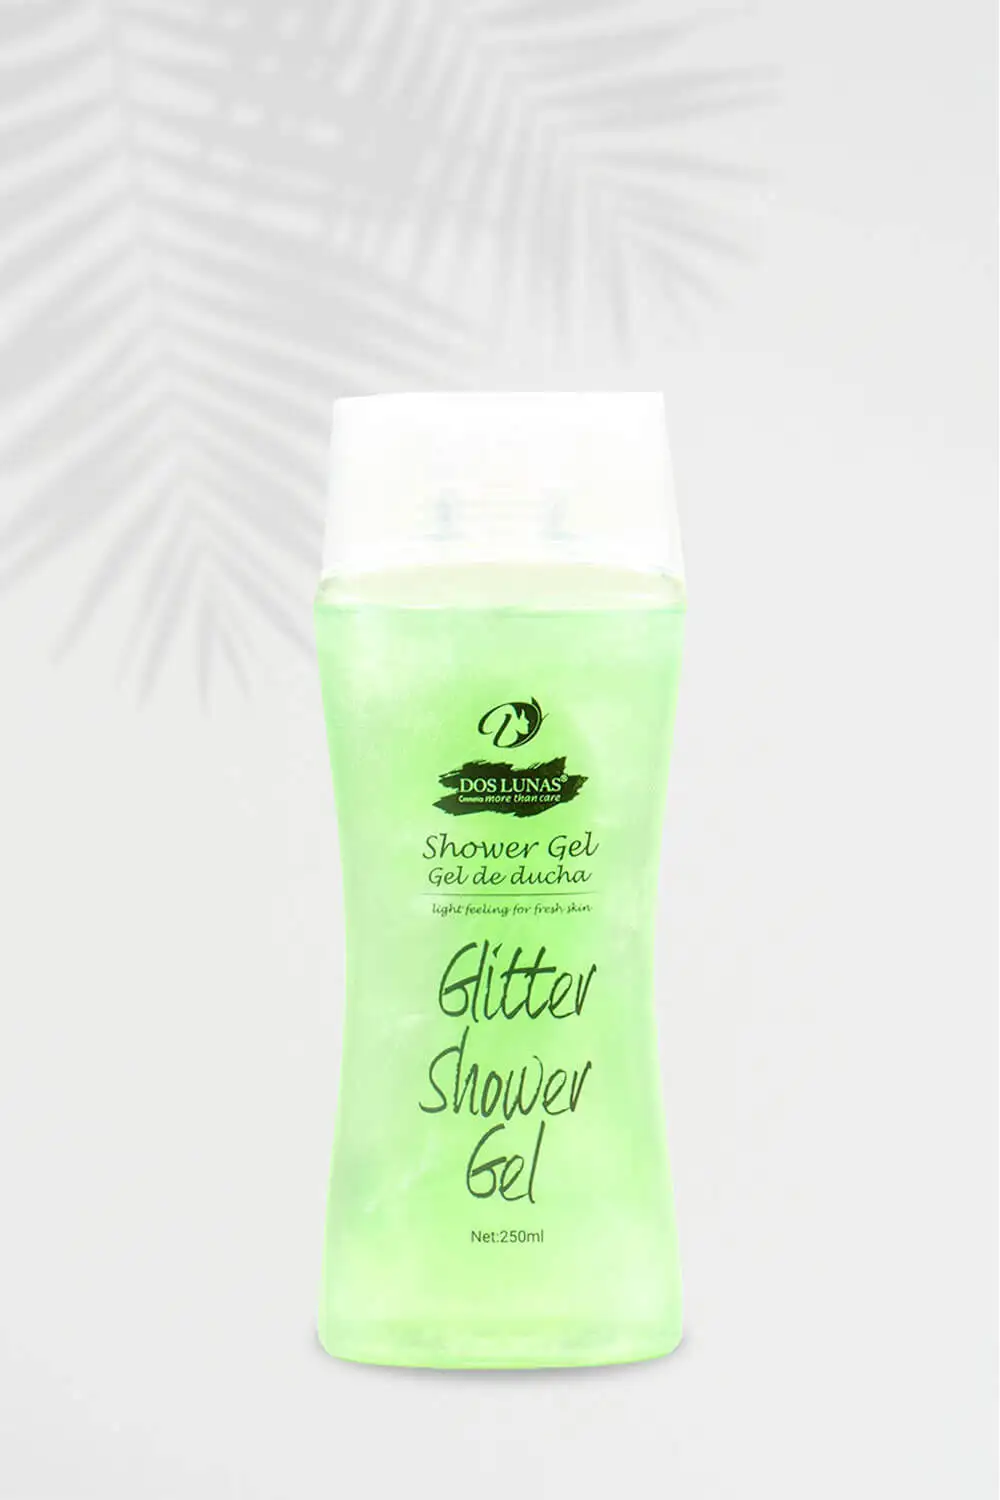 DOS LUNAS®
more than care
Shower Gel
Gel de ducha
light feeling for fresh skin
Glitter
Shower
Gel
Net:250ml